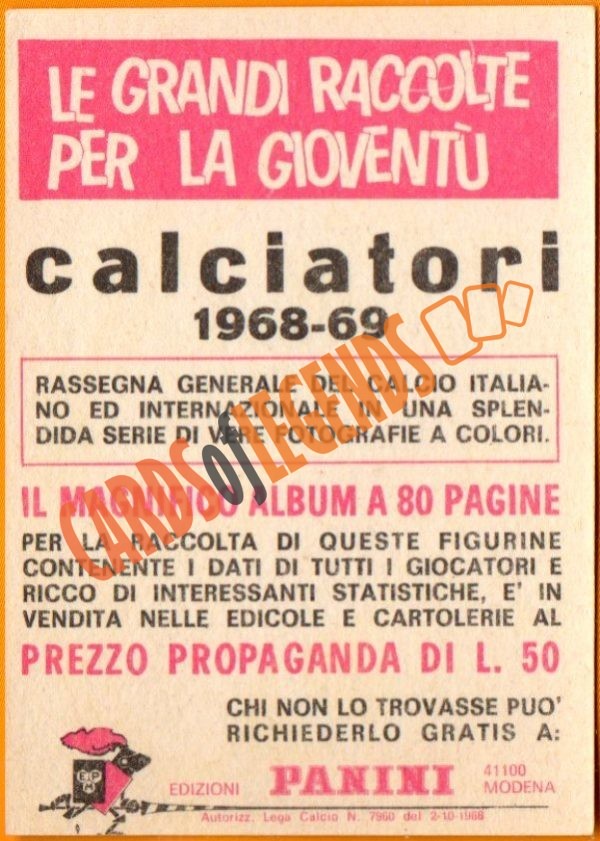 LE GRANDI RACCOLTE
PER LA GIOVENTÙ
calciatori
1968-69
RASSEGNA GENERALE DEL CALCIO ITALIA-
NO ED INTERNAZIONALE IN UNA SPLEN-
DIDA SERIE DI VERE FOTOGRAFIE A COLORI.
IL MAGNIFICO ALBUM A 80 PAGINE
PER LA RACCOLTA DI QUESTE FIGURINE
CONTENENTE I DATI DI TUTTI I GIOCATORI E
RICCO DI INTERESSANTI STATISTICHE, E' IN
VENDITA NELLE EDICOLE E CARTOLERIE AL
PREZZO PROPAGANDA DI L. 50
CHI NON LO TROVASSE PUO'
RICHIEDERLO GRATIS A:
E.P.
M
EDIZIONI PANINI 41100
MODENA
Autorizz. Lega Calcio N. 7960 del 2-10-1968
CARDS of LEGENDS